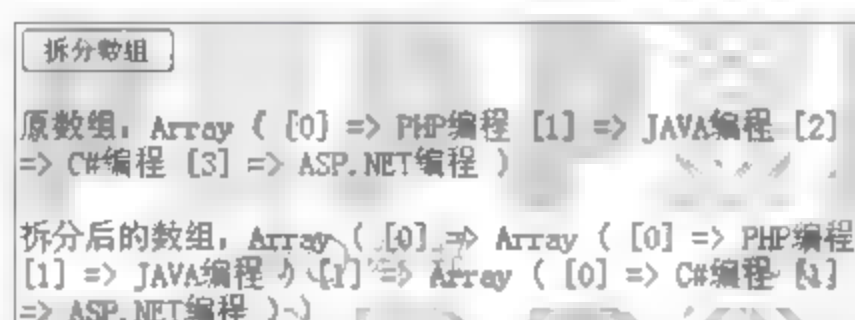 拆分数组
原数组：Array ( [0] => PHP编程 [1] => JAVA编程 [2]
=> C#编程 [3] => ASP.NET编程 )
拆分后的数组：Array ( [0] => Array ( [0] => PHP编程
[1] => JAVA编程 ) [1] => Array ( [0] => C#编程 [1]
=> ASP.NET编程 ) )